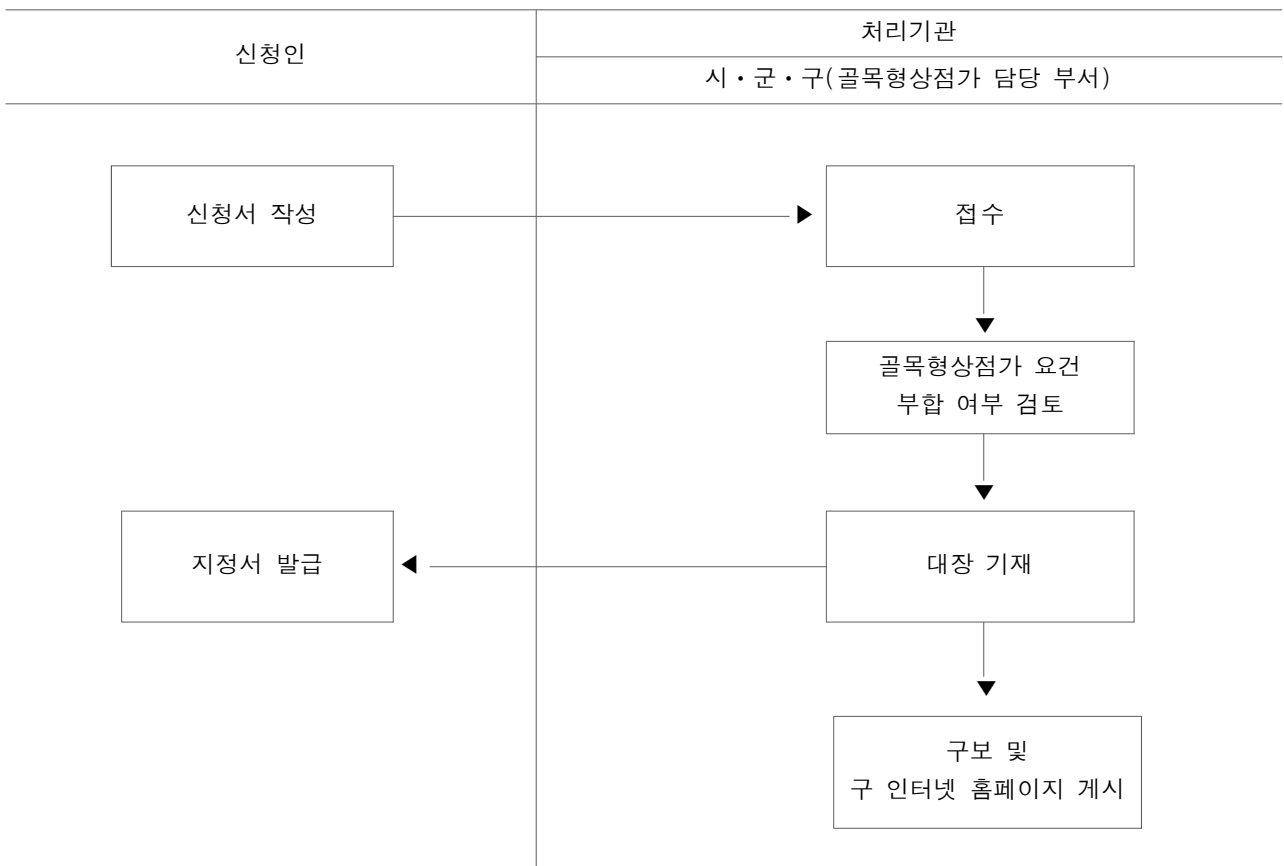 신청인
처리기관
시・군・구(골목형상점가 담당 부서)
신청서 작성
접수
골목형상점가 요건
부합 여부 검토
지정서 발급
대장 기재
구보 및
구 인터넷 홈페이지 게시